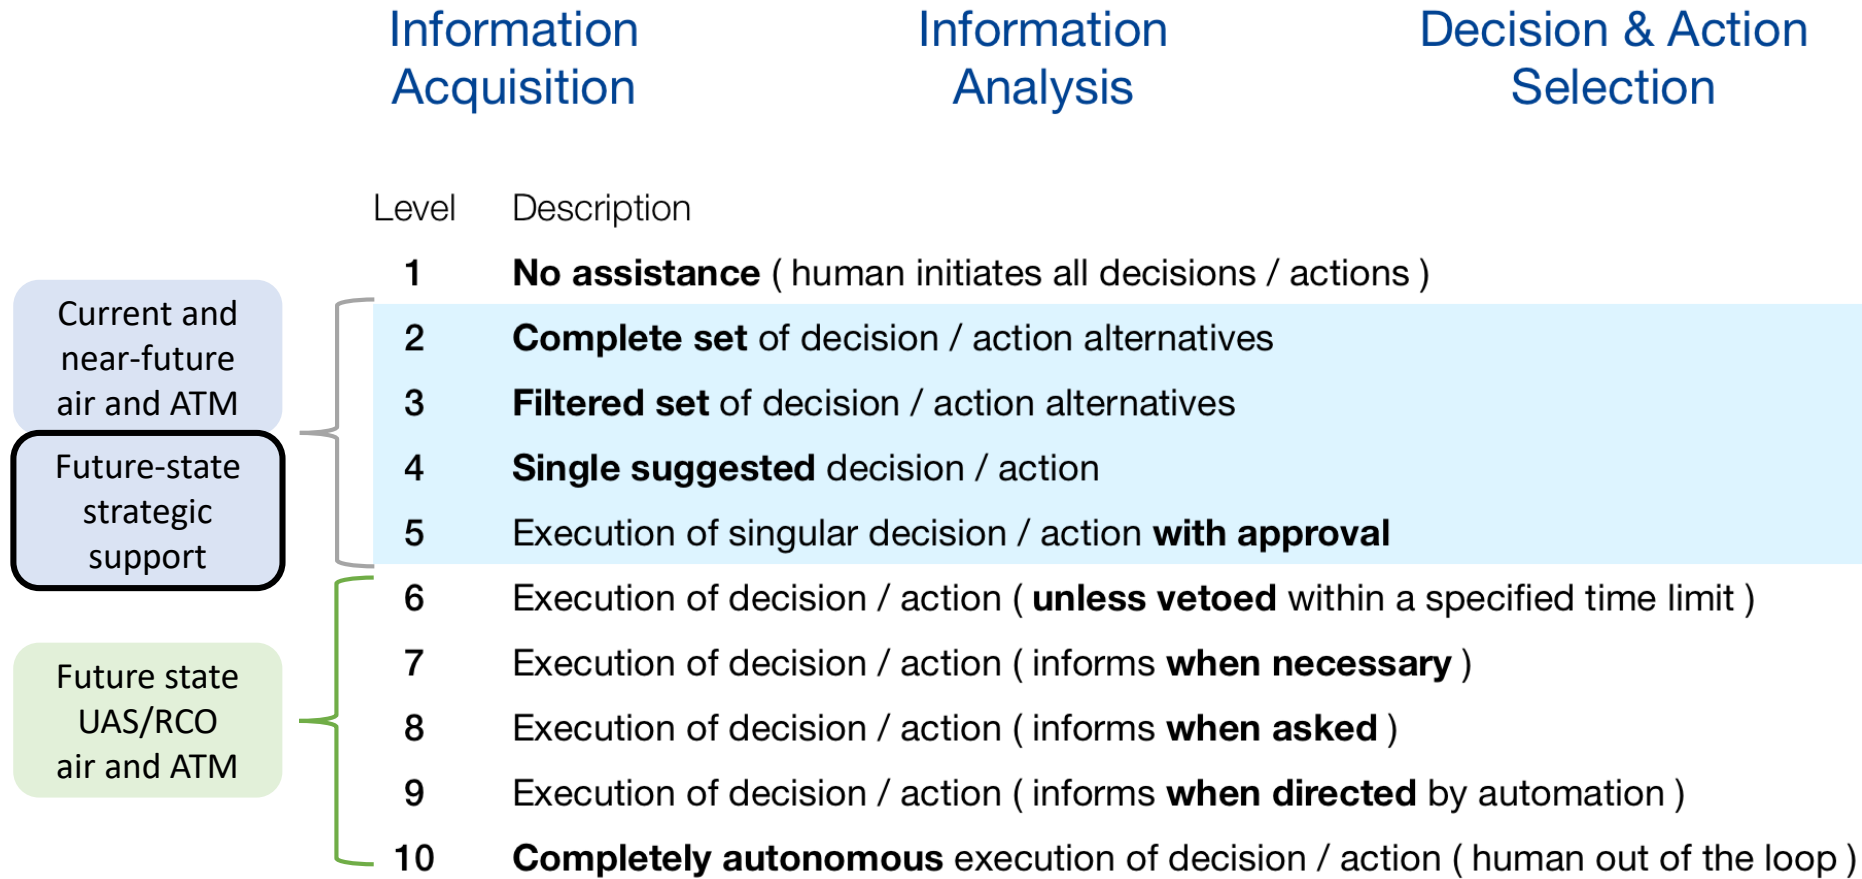 Information
Acquisition
Information
Analysis
Decision & Action
Selection
Level Description
1 No assistance ( human initiates all decisions / actions )
2 Complete set of decision / action alternatives
3 Filtered set of decision / action alternatives
4 Single suggested decision / action
5 Execution of singular decision / action with approval
6 Execution of decision / action ( unless vetoed within a specified time limit )
7 Execution of decision / action ( informs when necessary )
8 Execution of decision / action ( informs when asked )
9 Execution of decision / action ( informs when directed by automation )
10 Completely autonomous execution of decision / action ( human out of the loop )
Current and
near-future
air and ATM
Future-state
strategic
support
Future state
UAS/RCO
air and ATM